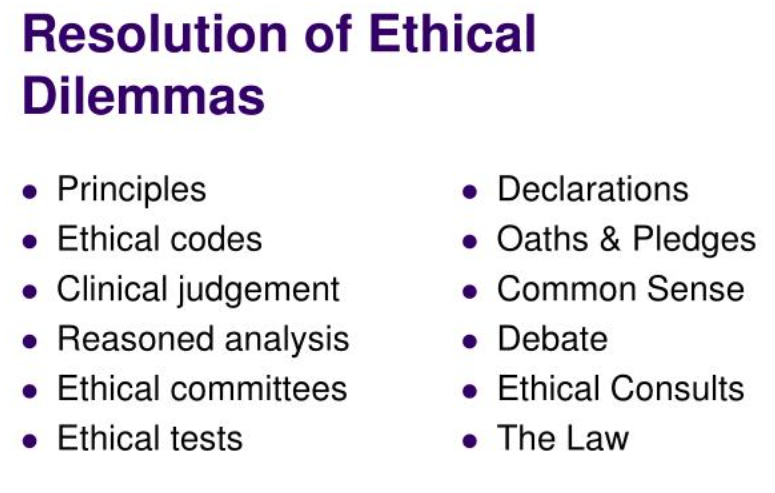 Resolution of Ethical
Dilemmas
• Principles
• Ethical codes
• Clinical judgement
• Reasoned analysis
• Ethical committees
• Ethical tests
• Declarations
• Oaths & Pledges
• Common Sense
• Debate
• Ethical Consults
• The Law